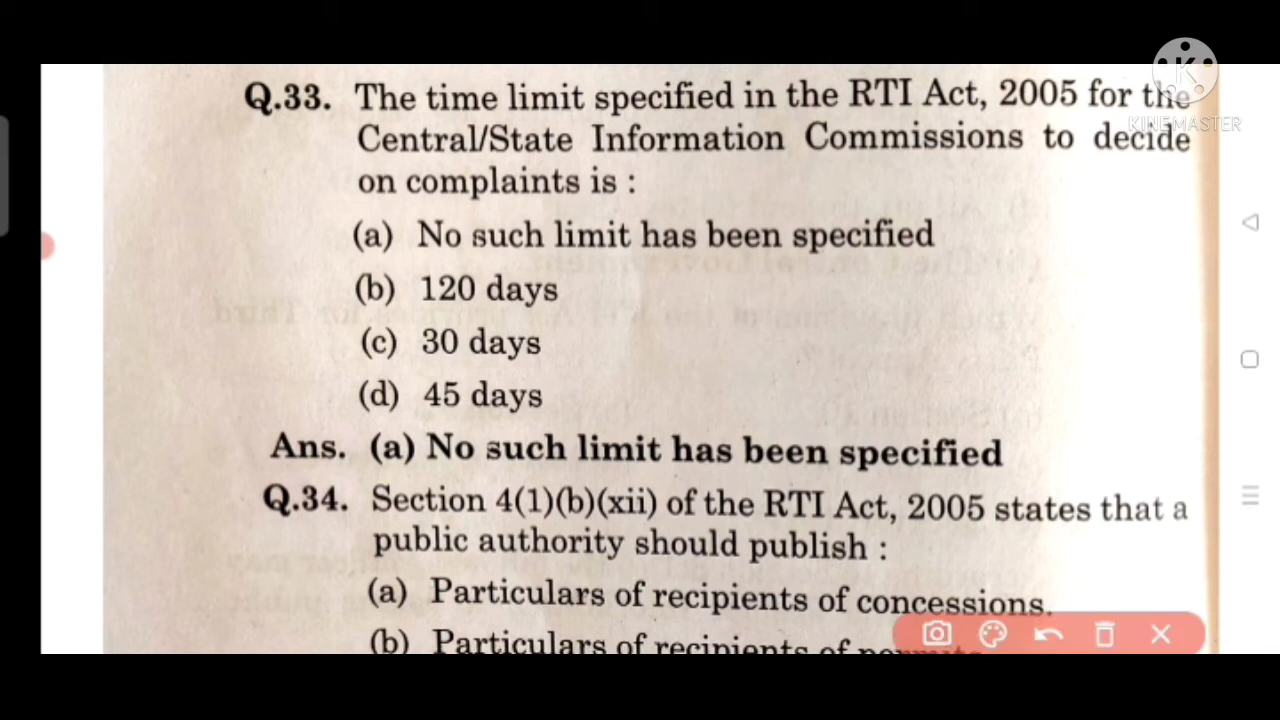 KINEMASTER
Q.33. The time limit specified in the RTI Act, 2005 for the
Central/State Information Commissions to decide
on complaints is :
(a) No such limit has been specified
(b) 120 days
(c) 30 days
(d) 45 days
Ans. (a) No such limit has been specified
Q.34. Section 4(1)(b)(xii) of the RTI Act, 2005 states that a
public authority should publish :
(a) Particulars of recipients of concessions.
(b) Particulars of recipients of permits